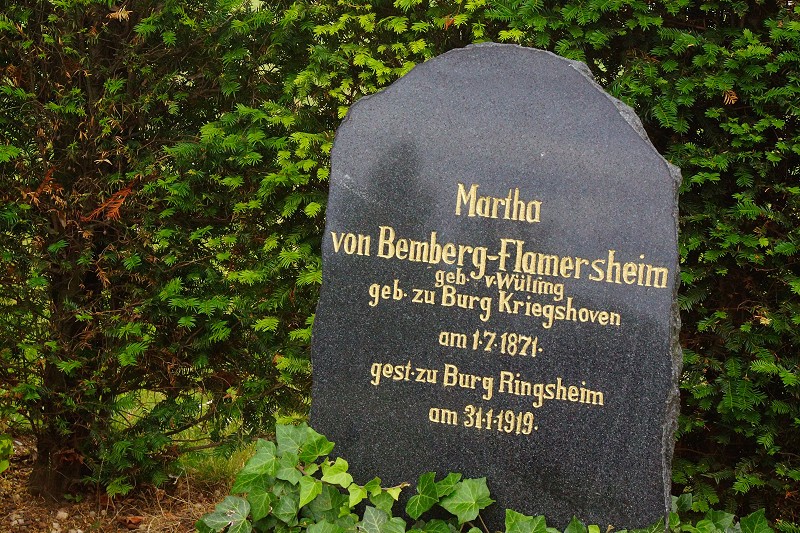 Martha
von Bemberg-Flamersheim
geb. v.Wülfing
geb. zu Burg Kriegshoven
am 1.7.1871.
gest. zu Burg Ringsheim
am 31.1.1919.